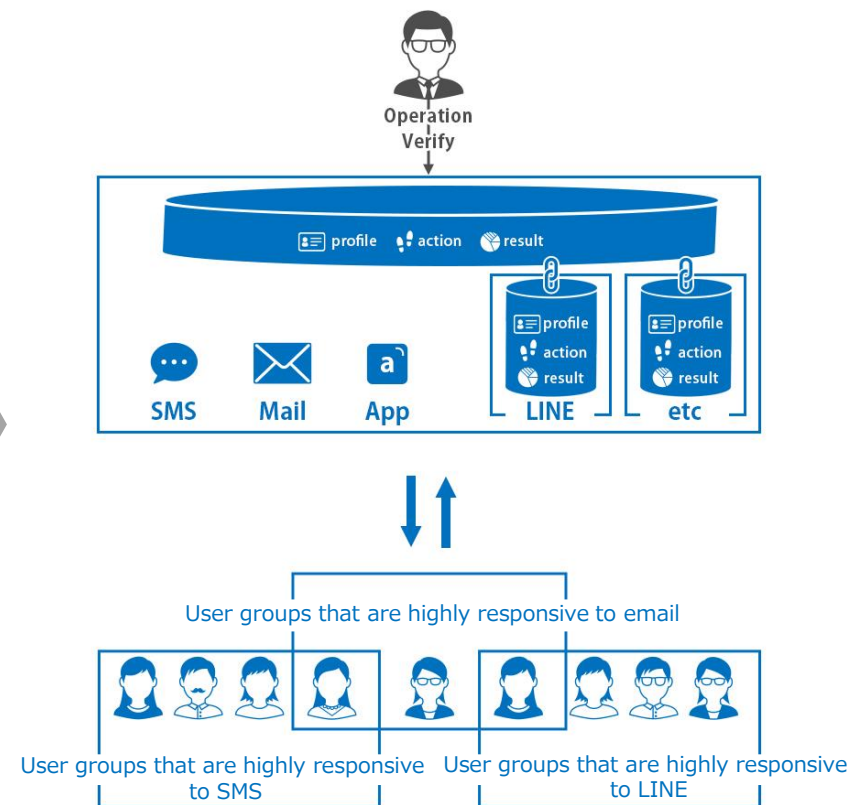 Operation
Verify
profile action result
profile
action
result
profile
action
result
SMS Mail a App LINE etc
User groups that are highly responsive to email
User groups that are highly responsive
to SMS
User groups that are highly responsive
to LINE